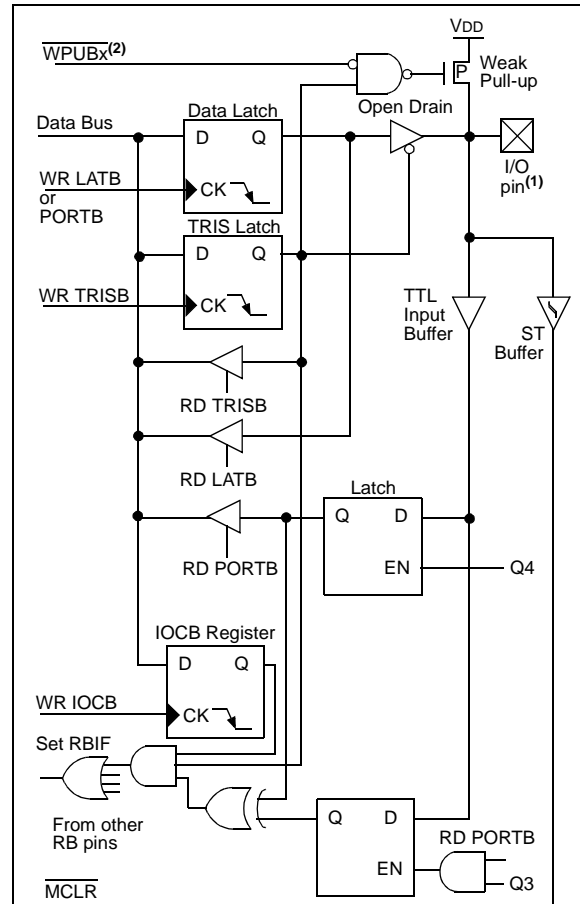 VDD
WPUBx(2)
P
Weak
Pull-up
Data Latch
Open Drain
Data Bus
D Q
I/O
pin(1)
WR LATB
or
PORTB
CK
TRIS Latch
D Q
TTL
Input
Buffer
ST
Buffer
WR TRISB
CK
RD TRISB
RD LATB
Latch
Q D
RD PORTB
EN
Q4
IOCB Register
D Q
WR IOCB
CK
Set RBIF
From other
RB pins
Q D
RD PORTB
EN
Q3
MCLR